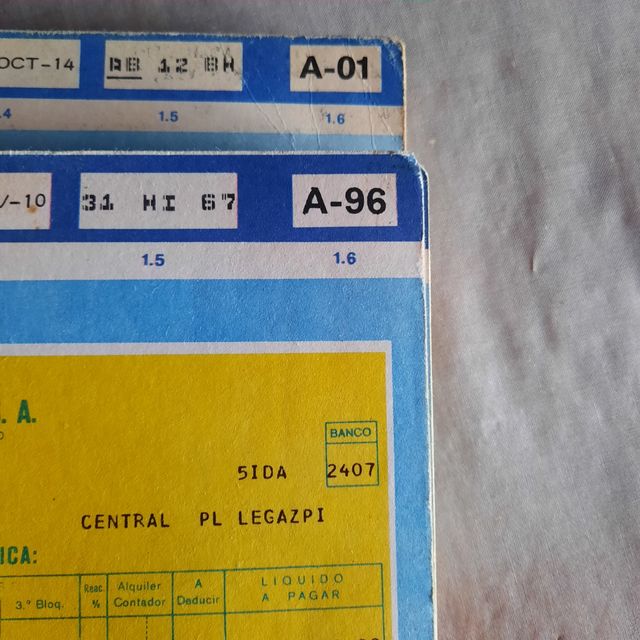 OCT-14 BB 12 BH A-01
.4 1.5 1.6
/-10 31 HI 67 A-96
1.5 1.6
. A.
BANCO
5IDA 2407
CENTRAL PL LEGAZPI
ICA:
3.º Bloq. Reac. % Alquiler Contador A Deducir LIQUIDO A PAGAR